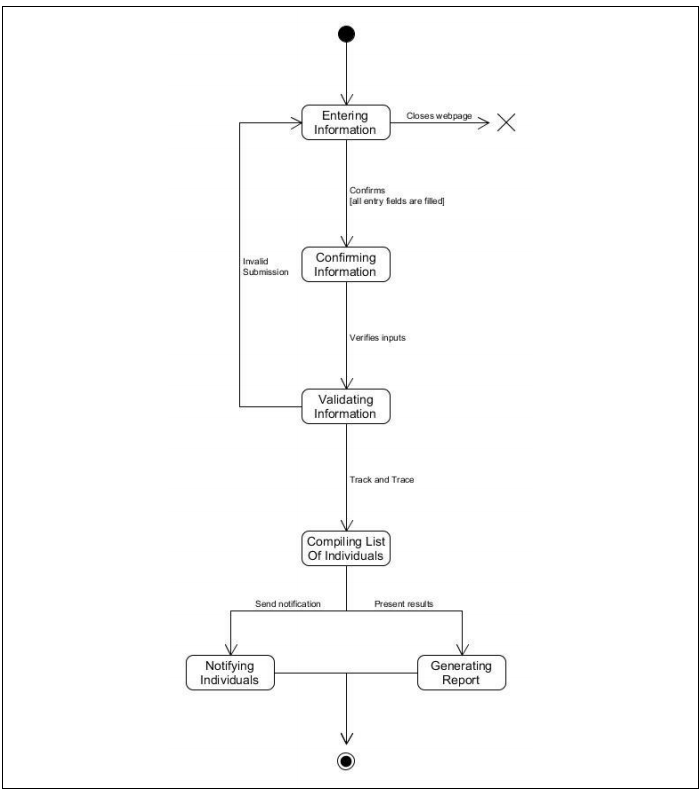 Entering
Information
Closes webpage
Confirms
[all entry fields are filled]
Confirming
Information
Invalid
Submission
Verifies inputs
Validating
Information
Track and Trace
Compiling List
Of Individuals
Send notification
Present results
Notifying
Individuals
Generating
Report